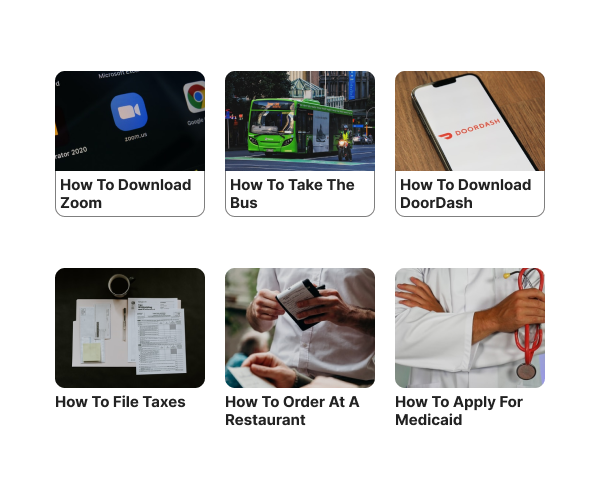 Microsoft Exc
zoom.us
Google
rator 2020
DOORDASH
How To Download
Zoom
How To Take The
Bus
How To Download
DoorDash
How To File Taxes
How To Order At A
Restaurant
How To Apply For
Medicaid